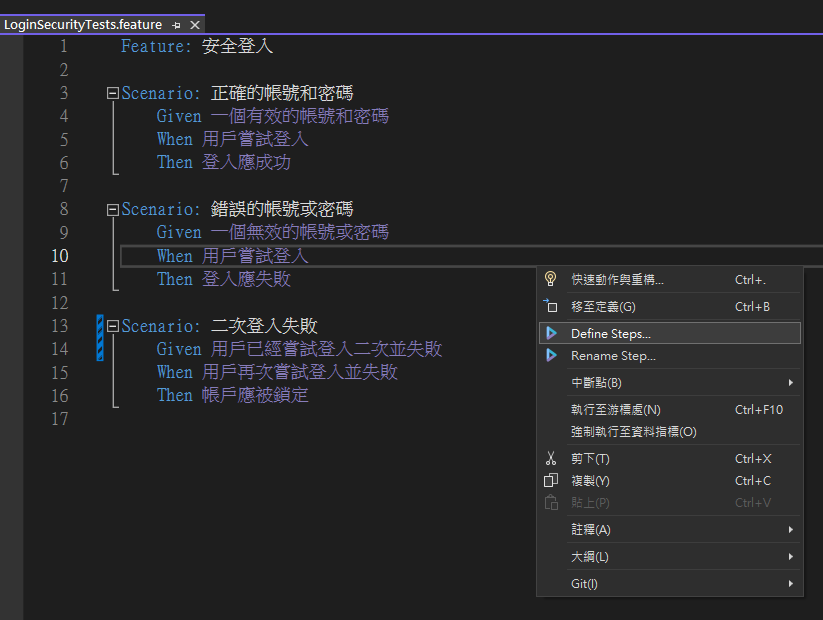 LoginSecurityTests.feature
1 Feature: 安全登入
2
3 Scenario: 正確的帳號和密碼
4 Given 一個有效的帳號和密碼
5 When 用戶嘗試登入
6 Then 登入應成功
7
8 Scenario: 錯誤的帳號或密碼
9 Given 一個無效的帳號或密碼
10 When 用戶嘗試登入
11 Then 登入應失敗
12
13 Scenario: 二次登入失敗
14 Given 用戶已經嘗試登入二次並失敗
15 When 用戶再次嘗試登入並失敗
16 Then 帳戶應被鎖定
17
快速動作與重構... Ctrl+.
移至定義(G) Ctrl+B
Define Steps...
Rename Step...
中斷點(B)
執行至游標處(N) Ctrl+F10
強制執行至資料指標(O)
剪下(T) Ctrl+X
複製(Y) Ctrl+C
貼上(P) Ctrl+V
註釋(A)
大綱(L)
Git(I)